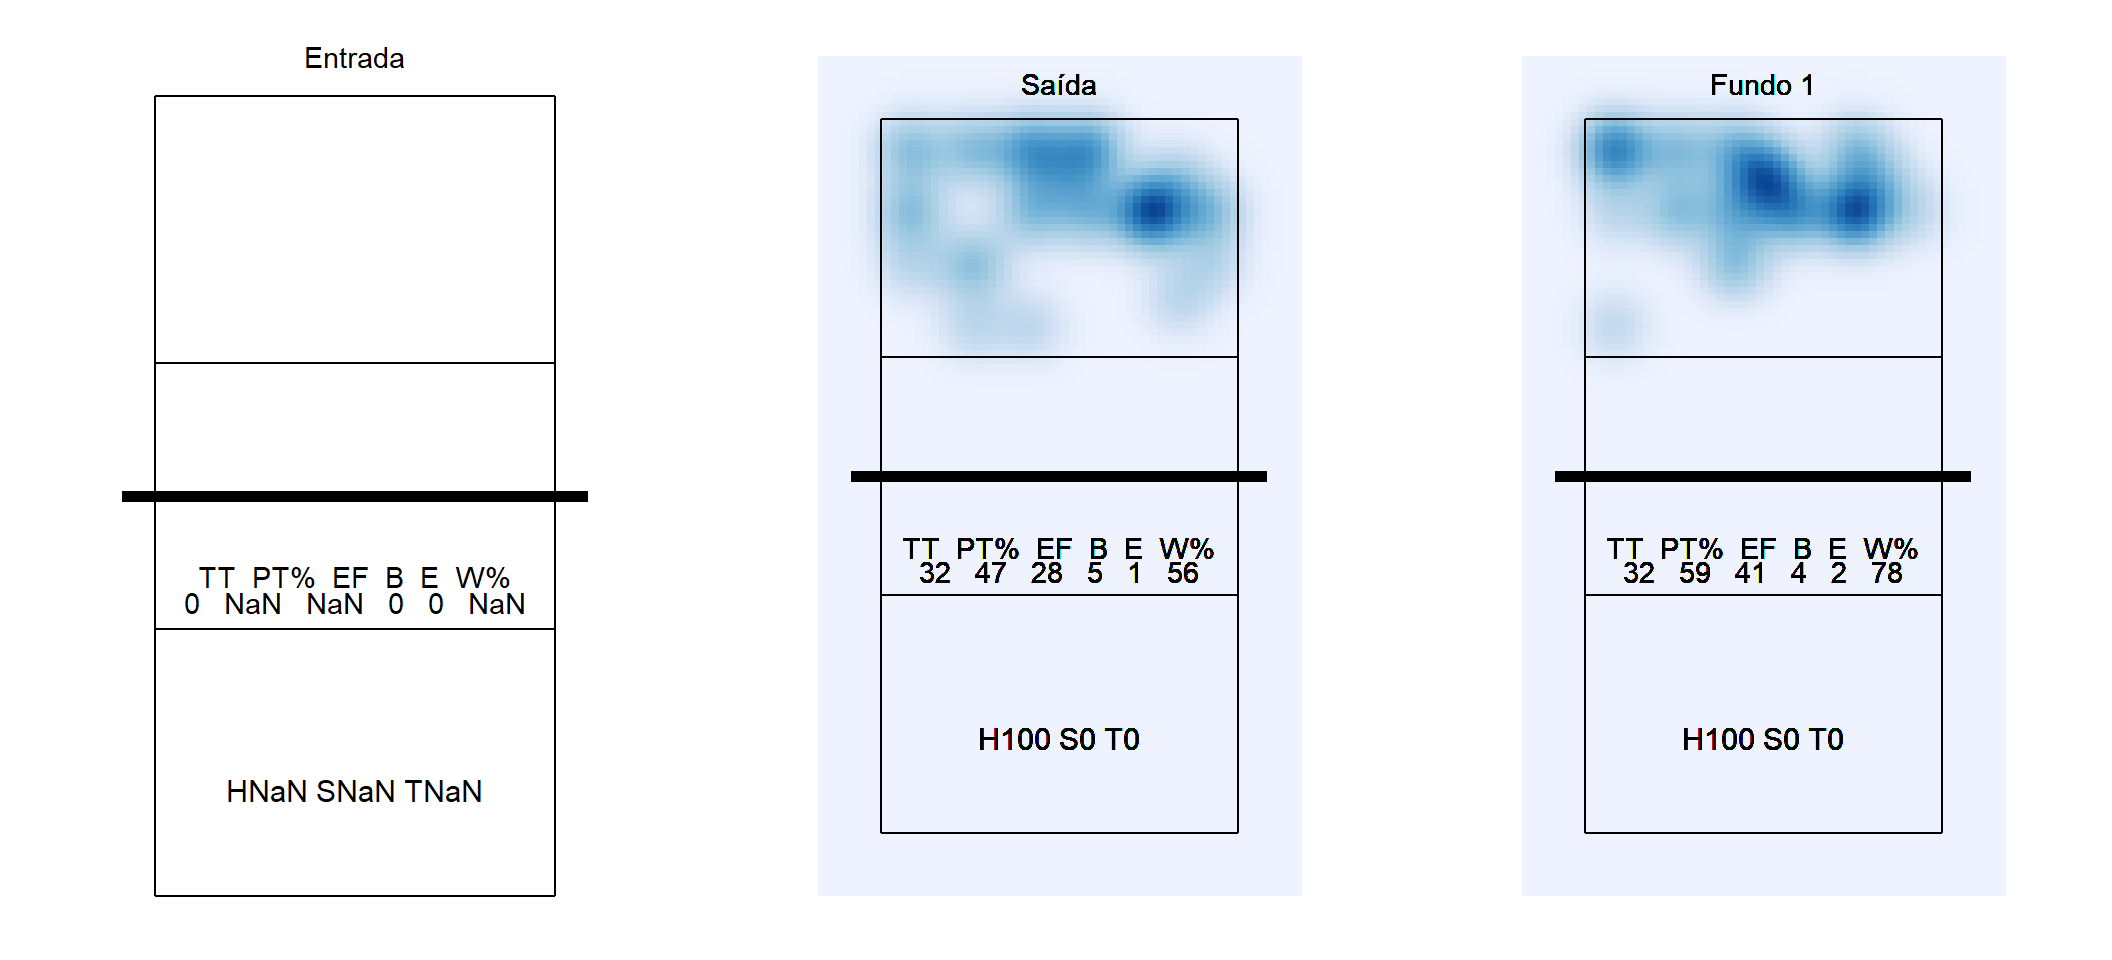 Entrada
TT PT% EF B E W%
0 NaN NaN 0 0 NaN
HNaN SNaN TNaN
Saída
TT PT% EF B E W%
32 47 28 5 1 56
H100 S0 T0
Fundo 1
TT PT% EF B E W%
32 59 41 4 2 78
H100 S0 T0